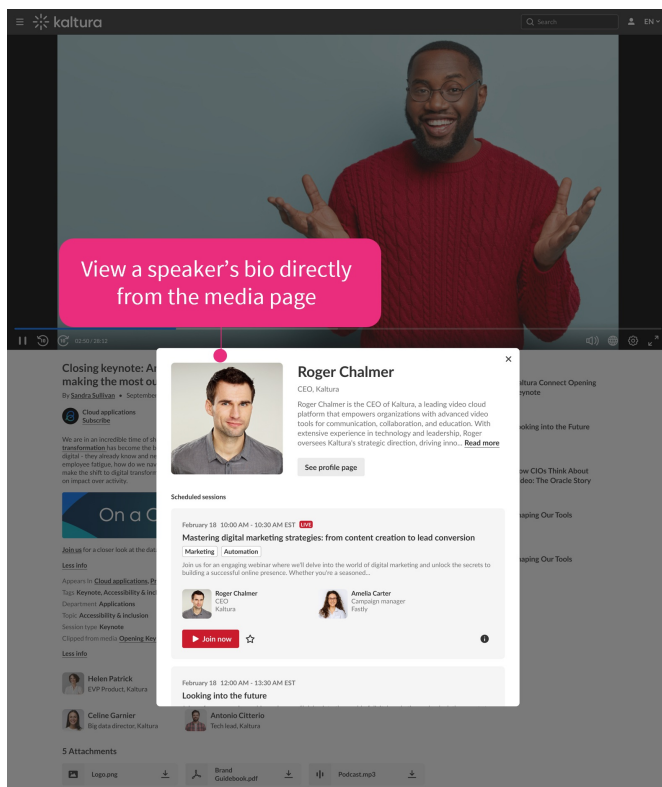 kaltura
Search
EN
View a speaker's bio directly
from the media page
10
10
02:50 / 28:12
Closing keynote: Ar
making the most ou
By Sandra Sullivan • September
Cloud applications
Subscribe
We are in an incredible time of sh
transformation has become the b
digital - they already know and ne
employee fatigue, how do we nav
make the shift to digital transform
on impact over activity.
On a C
Join us for a closer look at the dat
Less info
Appears in Cloud applications, Pr
Tags Keynote, Accessibility & incl
Department Applications
Topic Accessibility & inclusion
Session type Keynote
Clipped from media Opening Key
Less info
Helen Patrick
EVP Product, Kaltura
Celine Garnier
Big data director, Kaltura
Antonio Citterio
Tech lead, Kaltura
5 Attachments
Logo.png
Brand
Guidebook.pdf
Podcast.mp3
Roger Chalmer
CEO, Kaltura
Roger Chalmer is the CEO of Kaltura, a leading video cloud
platform that empowers organizations with advanced video
tools for communication, collaboration, and education. With
extensive experience in technology and leadership, Roger
oversees Kaltura's strategic direction, driving inno... Read more
See profile page
Scheduled sessions
February 18 10:00 AM - 10:30 AM EST LIVE
Mastering digital marketing strategies: from content creation to lead conversion
Marketing Automation
Join us for an engaging webinar where we'll delve into the world of digital marketing and unlock the secrets to
building a successful online presence. Whether you're a seasoned...
Roger Chalmer
CEO
Kaltura
Amelia Carter
Campaign manager
Festly
Join now
February 18 12:00 AM - 13:30 AM EST
Looking into the future
altura Connect Opening
eynote
ooking into the Future
ow CIOs Think About
deo: The Oracle Story
haping Our Tools
haping Our Tools